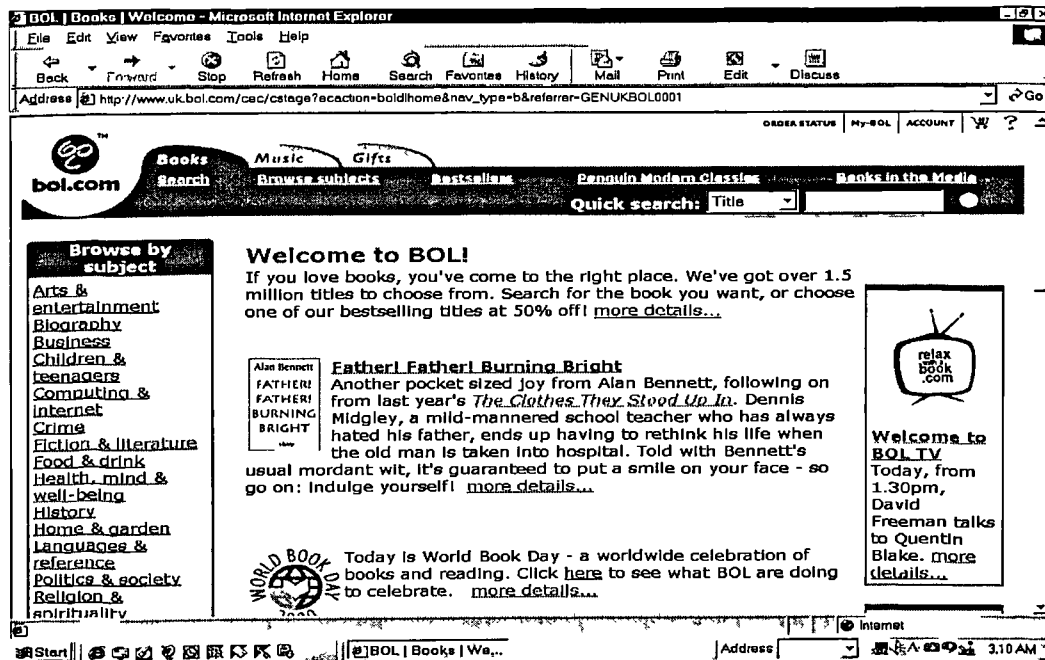 BOL | Books | Welcome - Microsoft Internet Explorer
File Edit View Favorites Tools Help
Back Forward Stop Refresh Home Search Favorites History Mail Print Edit Discuss
Address http://www.uk.bol.com/cec/cstage?ecaction=boldlhome&nav_type=b&referrer=GENUKBOL0001 Go
ORDER STATUS | My-BOL | ACCOUNT | ?
bol.com TM
Books Music Gifts
Search Browse subjects Bestsellers Penguin Modern Classics Books in the Media
Quick search: Title
Browse by
subject
Arts &
entertainment
Biography
Business
Children &
teenagers
Computing &
internet
Crime
Fiction & literature
Food & drink
Health, mind &
well-being
History
Home & garden
Languages &
reference
Politics & society
Religion &
spirituality
Welcome to BOL!
If you love books, you've come to the right place. We've got over 1.5
million titles to choose from. Search for the book you want, or choose
one of our bestselling titles at 50% off! more details...
Alan Bennett
FATHER!
FATHER!
BURNING
BRIGHT
Father! Father! Burning Bright
Another pocket sized joy from Alan Bennett, following on
from last year's The Clothes They Stood Up In. Dennis
Midgley, a mild-mannered school teacher who has always
hated his father, ends up having to rethink his life when
the old man is taken into hospital. Told with Bennett's
usual mordant wit, it's guaranteed to put a smile on your face - so
go on: Indulge yourself! more details...
WORLD BOOK DAY
2000
Today is World Book Day - a worldwide celebration of
books and reading. Click here to see what BOL are doing
to celebrate. more details...
relax
with a
book
.com
Welcome to
BOL TV
Today, from
1.30pm,
David
Freeman talks
to Quentin
Blake. more
details...
Internet
Start BOL | Books | We... Address 3.10 AM